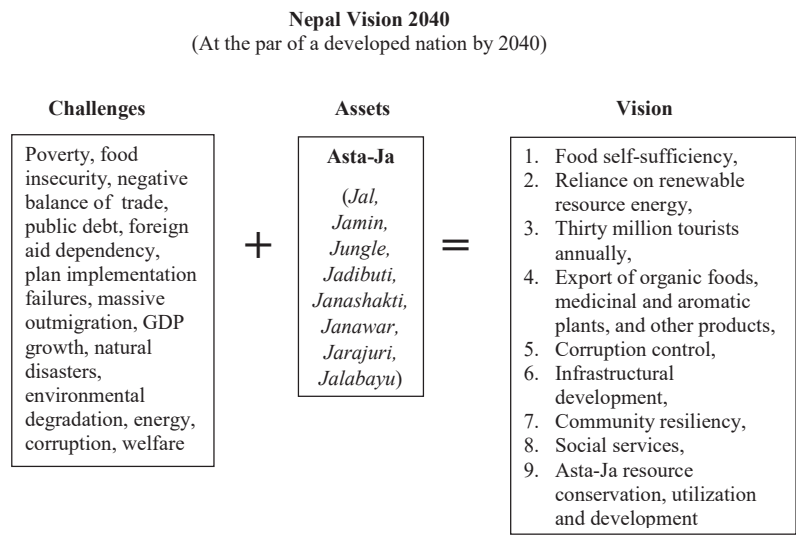 Nepal Vision 2040
(At the par of a developed nation by 2040)
Challenges
Poverty, food
insecurity, negative
balance of trade,
public debt, foreign
aid dependency,
plan implementation
failures, massive
outmigration, GDP
growth, natural
disasters,
environmental
degradation, energy,
corruption, welfare
+
Assets
Asta-Ja
(Jal,
Jamin,
Jungle,
Jadibuti,
Janashakti,
Janawar,
Jarajuri,
Jalabayu)
=
Vision
1. Food self-sufficiency,
2. Reliance on renewable
resource energy,
3. Thirty million tourists
annually,
4. Export of organic foods,
medicinal and aromatic
plants, and other products,
5. Corruption control,
6. Infrastructural
development,
7. Community resiliency,
8. Social services,
9. Asta-Ja resource
conservation, utilization
and development